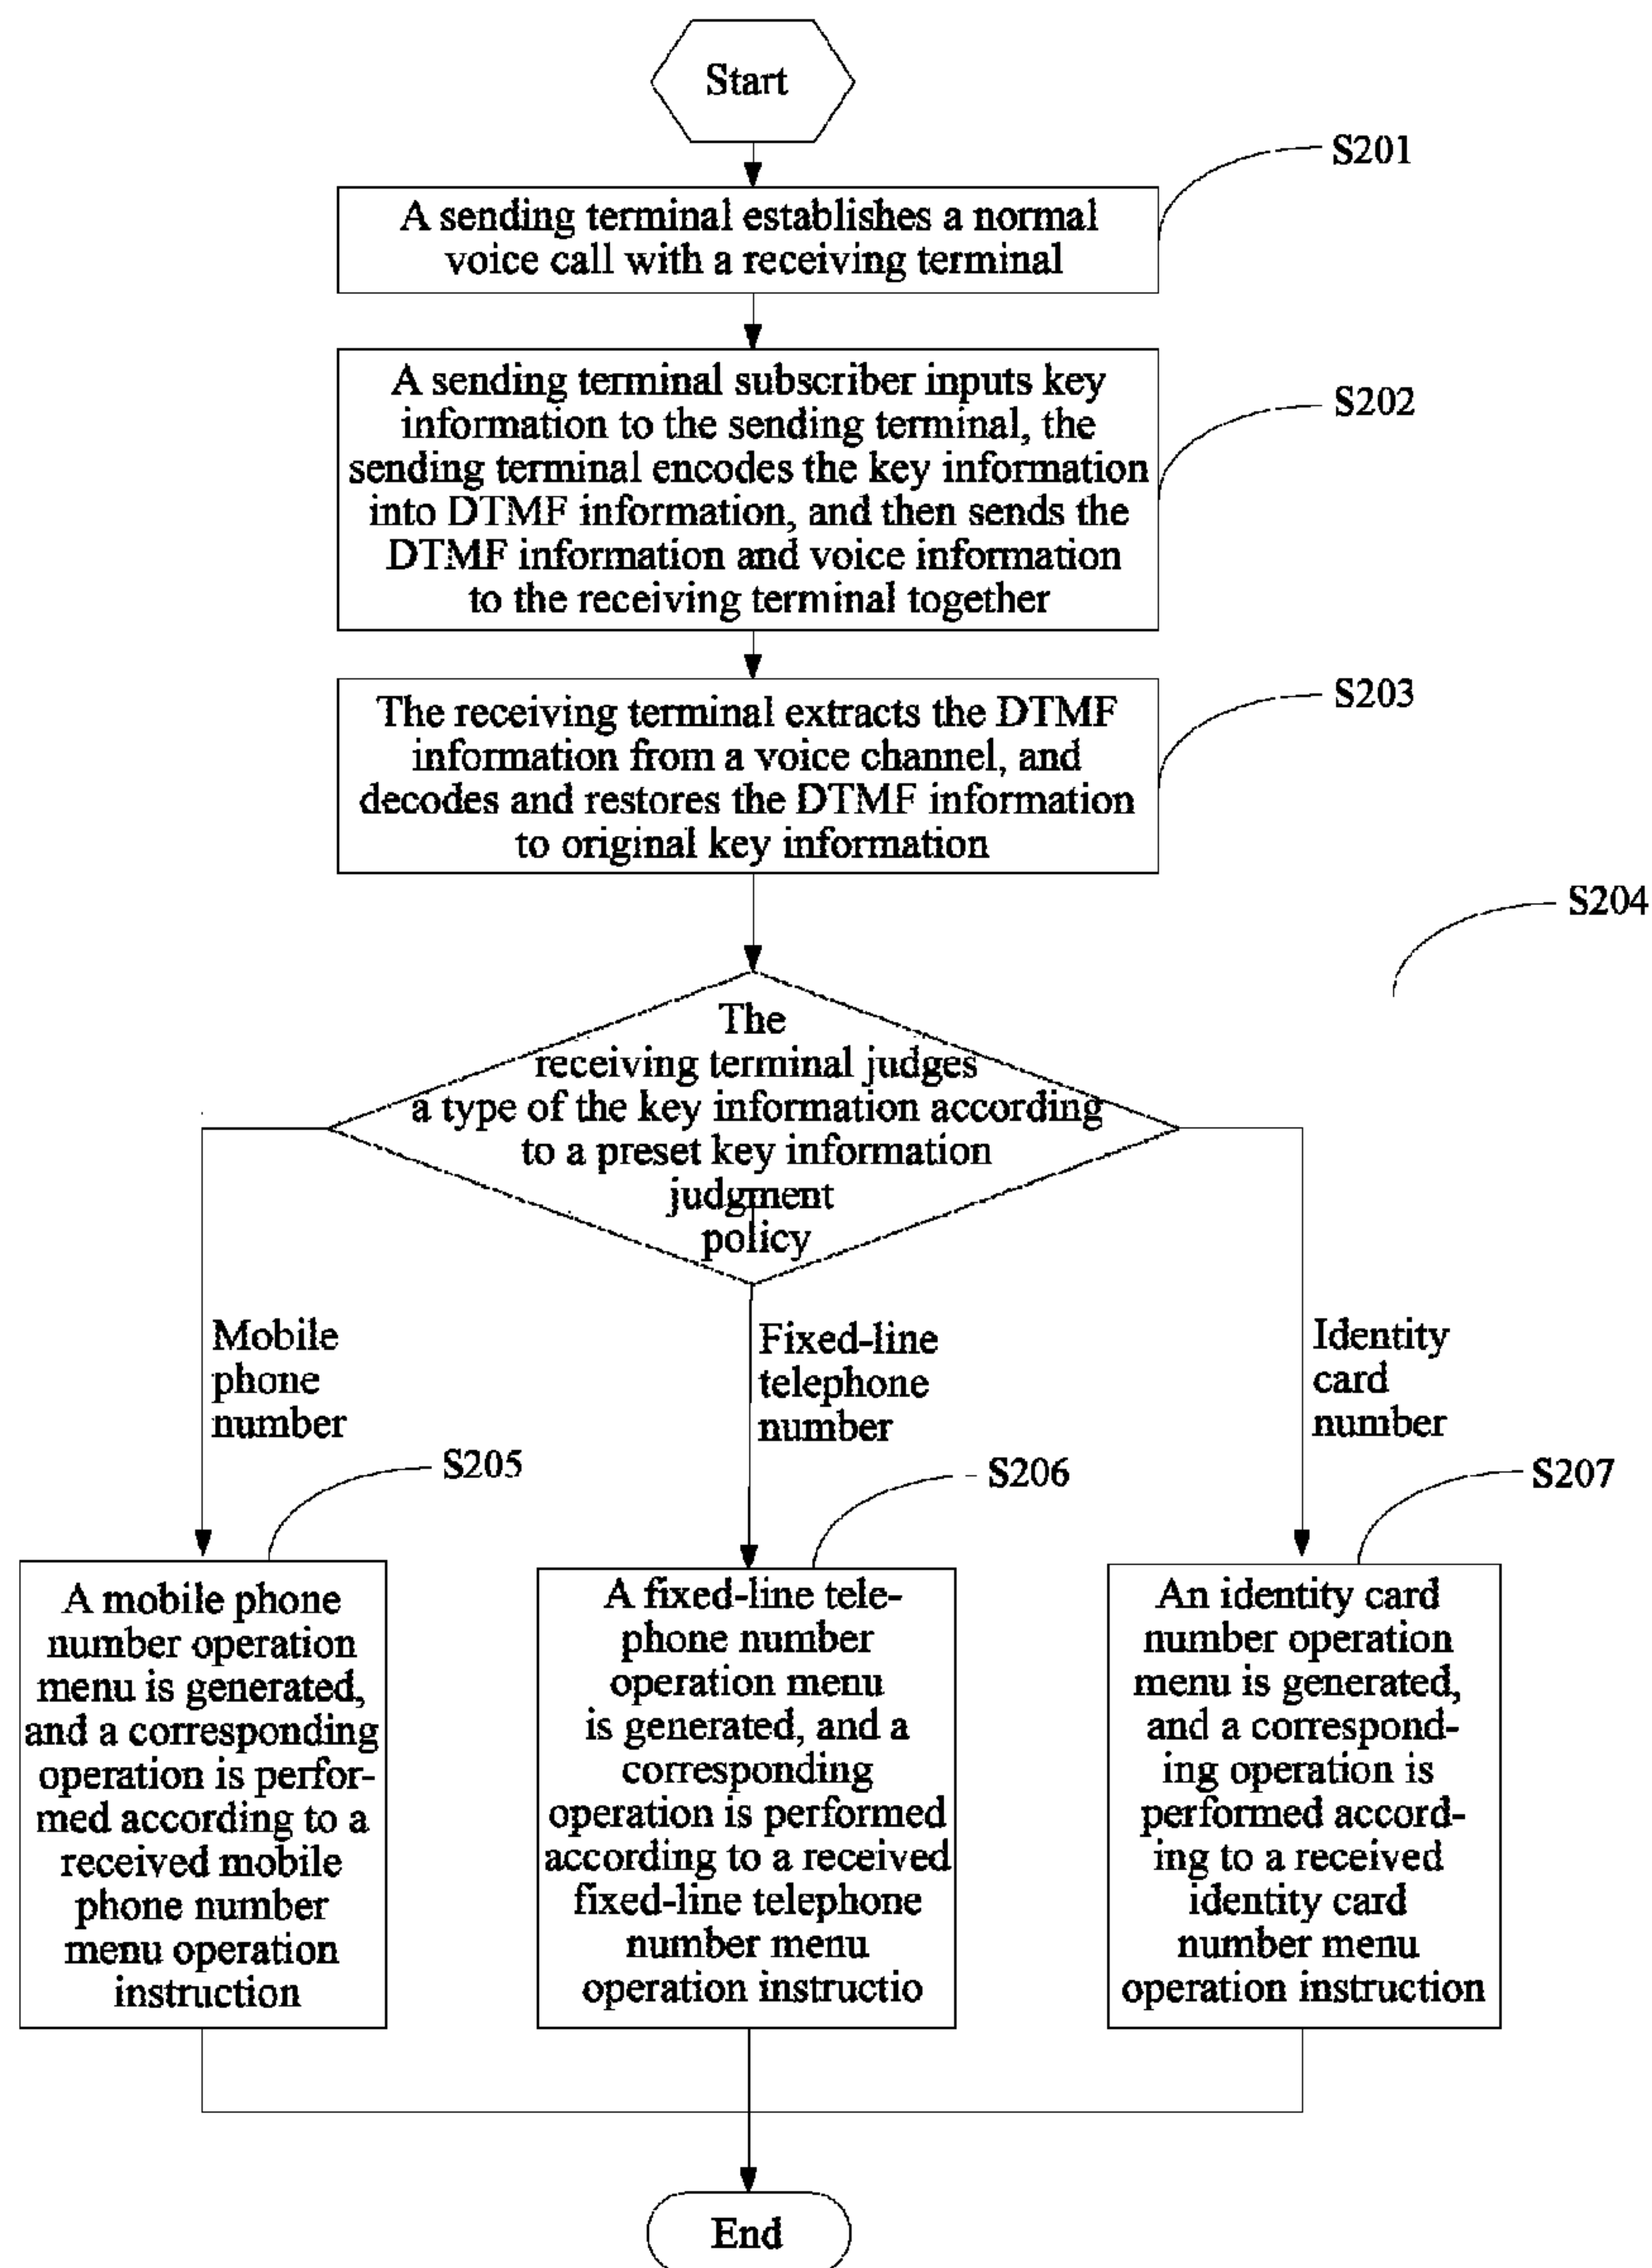 Start
S201
A sending terminal establishes a normal
voice call with a receiving terminal
A sending terminal subscriber inputs key
information to the sending terminal, the
sending terminal encodes the key information
into DTMF information, and then sends the
DTMF information and voice information
to the receiving terminal together
S202
The receiving terminal extracts the DTMF
information from a voice channel, and
decodes and restores the DTMF information
to original key information
S203
S204
The
receiving terminal judges
a type of the key information according
to a preset key information
judgment
policy
Mobile
phone
number
Fixed-line
telephone
number
Identity
card
number
S205
S206
S207
A mobile phone
number operation
menu is generated,
and a corresponding
operation is perfor-
med according to a
received mobile
phone number
menu operation
instruction
A fixed-line tele-
phone number
operation menu
is generated, and a
corresponding
operation is performed
according to a received
fixed-line telephone
number menu
operation instructio
An identity card
number operation
menu is generated,
and a correspond-
ing operation is
performed accord-
ing to a received
identity card
number menu
operation instruction
End